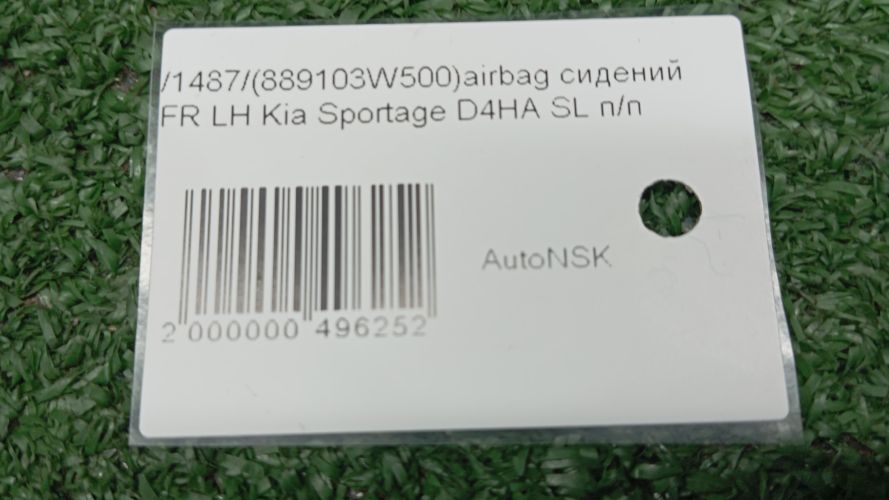 /1487/(889103W500)airbag сидений
FR LH Kia Sportage D4HA SL п/п
AutoNSK
2 000000 496252